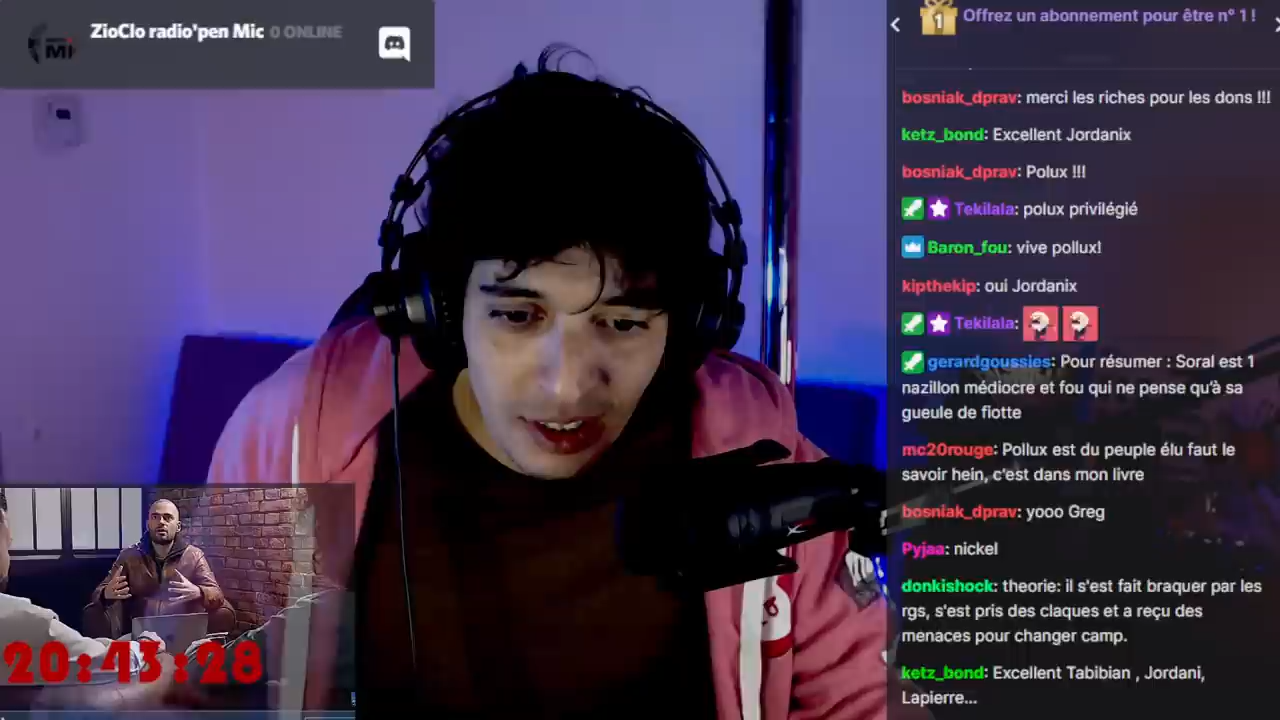 ZioClo radio'pen Mic 0 ONLINE
MI
1
Offrez un abonnement pour être n° 1 !
bosniak_dprav: merci les riches pour les dons !!!
ketz_bond: Excellent Jordanix
bosniak_dprav: Polux !!!
Tekilala: polux privilégié
Baron_fou: vive pollux!
kipthekip: oui Jordanix
Tekilala:
gerardgoussies: Pour résumer : Soral est 1
nazillon médiocre et fou qui ne pense qu'à sa
gueule de fiotte
mc20rouge: Pollux est du peuple élu faut le
savoir hein, c'est dans mon livre
bosniak_dprav: yooo Greg
Pyjaa: nickel
donkishock: theorie: il s'est fait braquer par les
rgs, s'est pris des claques et a reçu des
menaces pour changer camp.
ketz_bond: Excellent Tabibian , Jordani,
Lapierre...
20:43:28